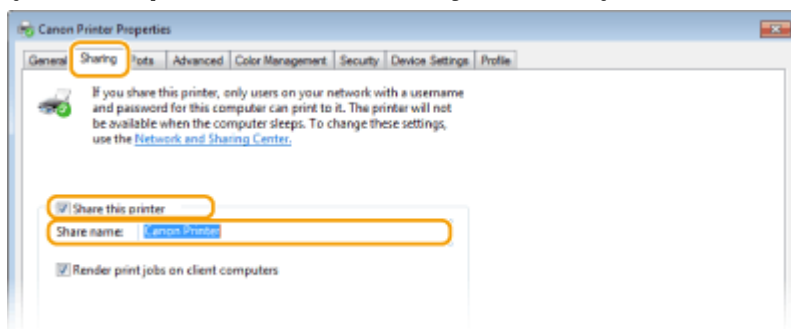 Canon Printer Properties
General Sharing Ports Advanced Color Management Security Device Settings Profile
If you share this printer, only users on your network with a username
and password for this computer can print to it. The printer will not
be available when the computer sleeps. To change these settings,
use the Network and Sharing Center.
Share this printer
Share name: Canon Printer
Render print jobs on client computers